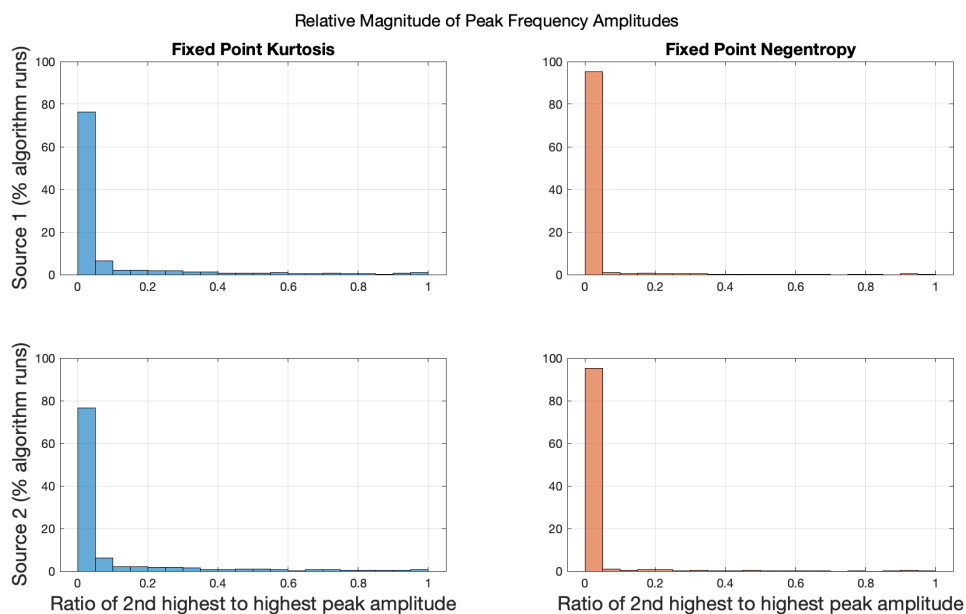 Relative Magnitude of Peak Frequency Amplitudes
Fixed Point Kurtosis
Source 1 (% algorithm runs)
100
80
60
40
20
0
0 0.2 0.4 0.6 0.8 1
Fixed Point Negentropy
100
80
60
40
20
0
0 0.2 0.4 0.6 0.8 1
Source 2 (% algorithm runs)
100
80
60
40
20
0
0 0.2 0.4 0.6 0.8 1
Ratio of 2nd highest to highest peak amplitude
100
80
60
40
20
0
0 0.2 0.4 0.6 0.8 1
Ratio of 2nd highest to highest peak amplitude